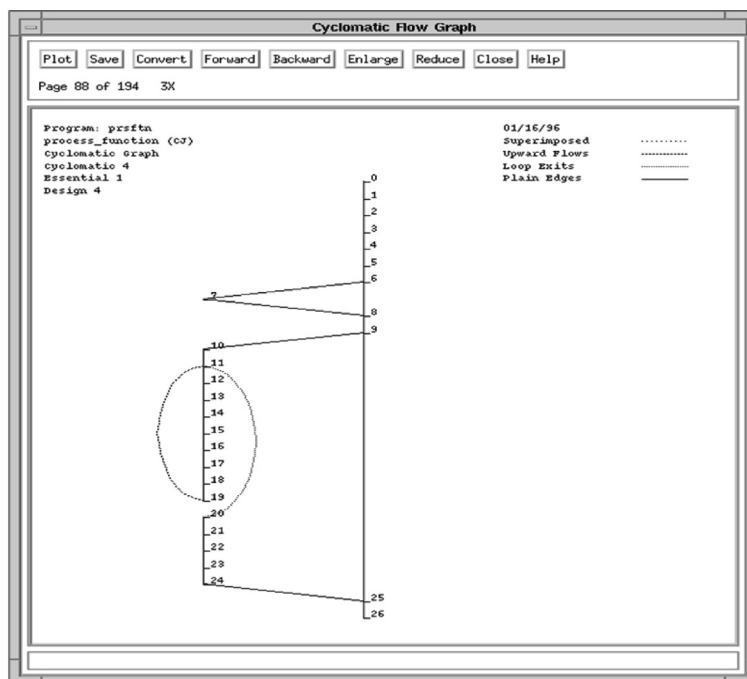 Cyclomatic Flow Graph
Plot Save Convert Forward Backward Enlarge Reduce Close Help
Page 88 of 194 3X
Program: prsftn
process_function (CJ)
Cyclomatic Graph
Cyclomatic 4
Essential 1
Design 4
01/16/96
Superimposed
Upward Flows
Loop Exits
Plain Edges
0
1
2
3
4
5
6
7
8
9
10
11
12
13
14
15
16
17
18
19
20
21
22
23
24
25
26